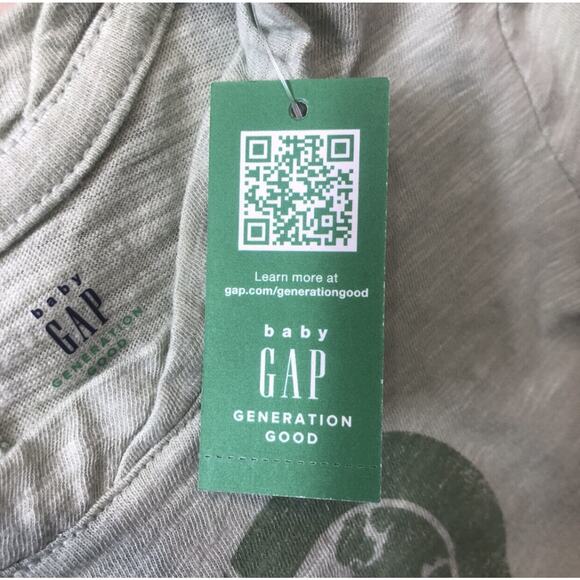 Learn more at
gap.com/generationgood
baby
GAP
GENERATION
GOOD
baby
GAP
GENERATION
GOOD